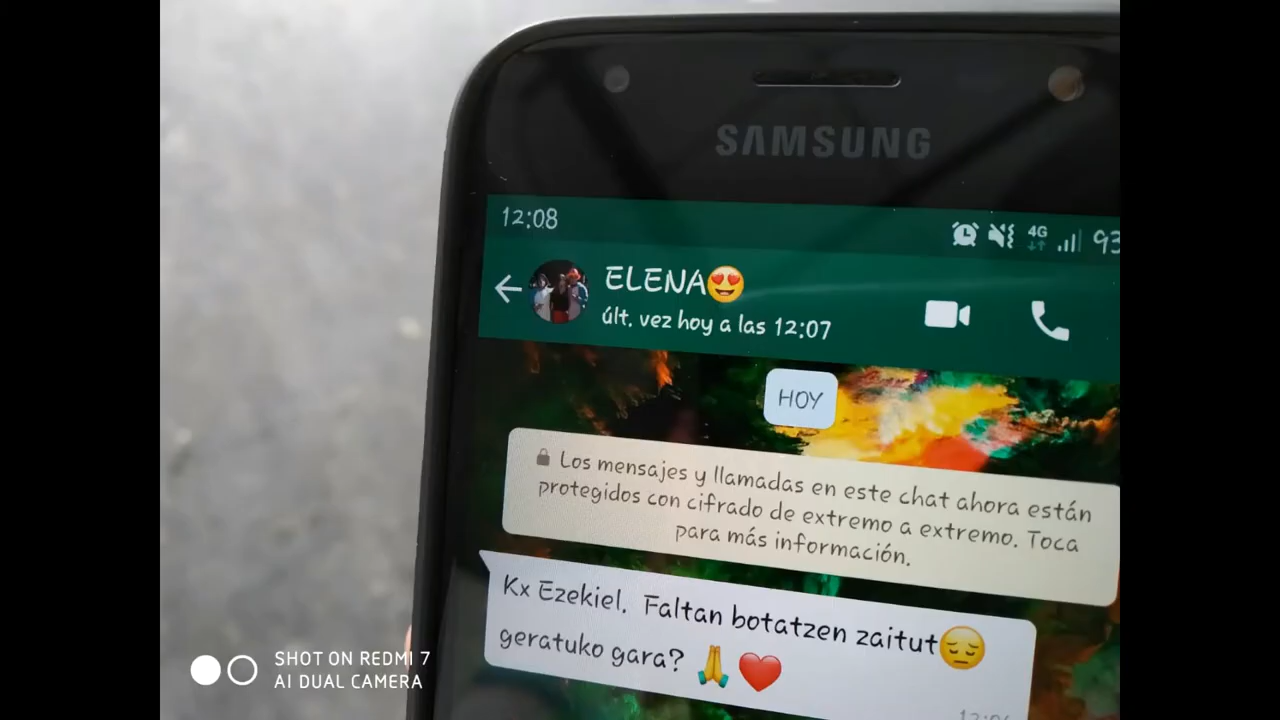 SAMSUNG
12:08
4G
93
ELENA😍
últ. vez hoy a las 12:07
HOY
Los mensajes y llamadas en este chat ahora están
protegidos con cifrado de extremo a extremo. Toca
para más información.
Kx Ezekiel. Faltan botatzen zaitut😔
geratuko gara? 🙏❤️
SHOT ON REDMI 7
AI DUAL CAMERA